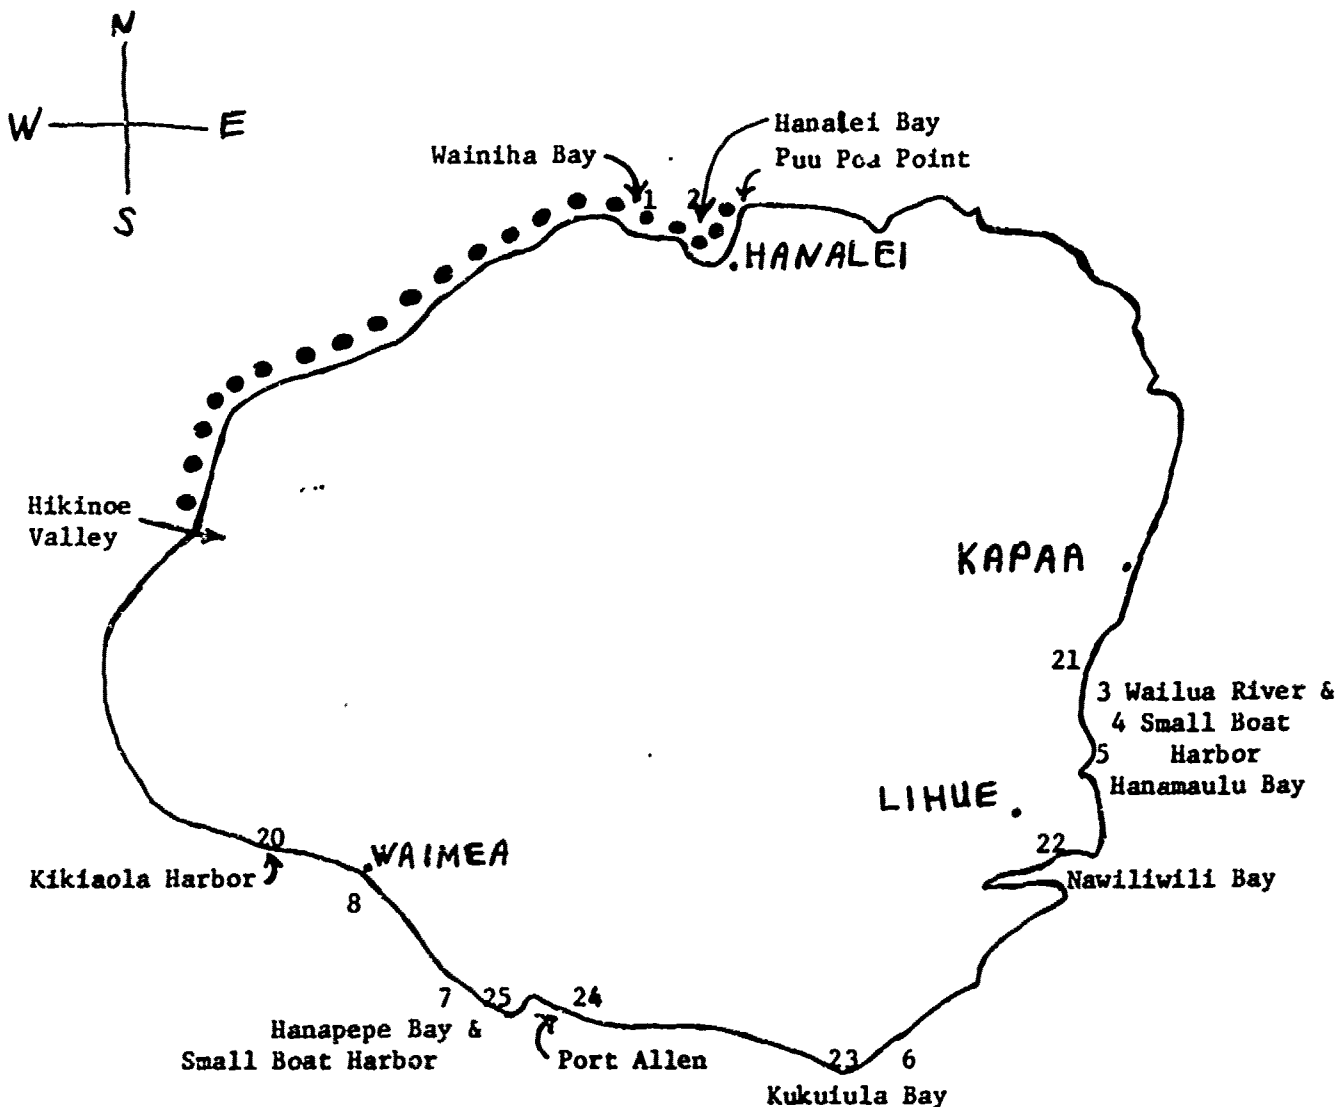 N
W E
S
Hanalei Bay
Wainiha Bay
Puu Poa Point
1 2
HANALEI
Hikinoe
Valley
KAPAA
21
3 Wailua River &
4 Small Boat
5 Harbor
Hanamaulu Bay
LIHUE
22
Nawiliwili Bay
20
WAIMEA
Kikiaola Harbor
8
7 25 24
Hanapepe Bay &
Small Boat Harbor
Port Allen
23 6
Kukuiula Bay